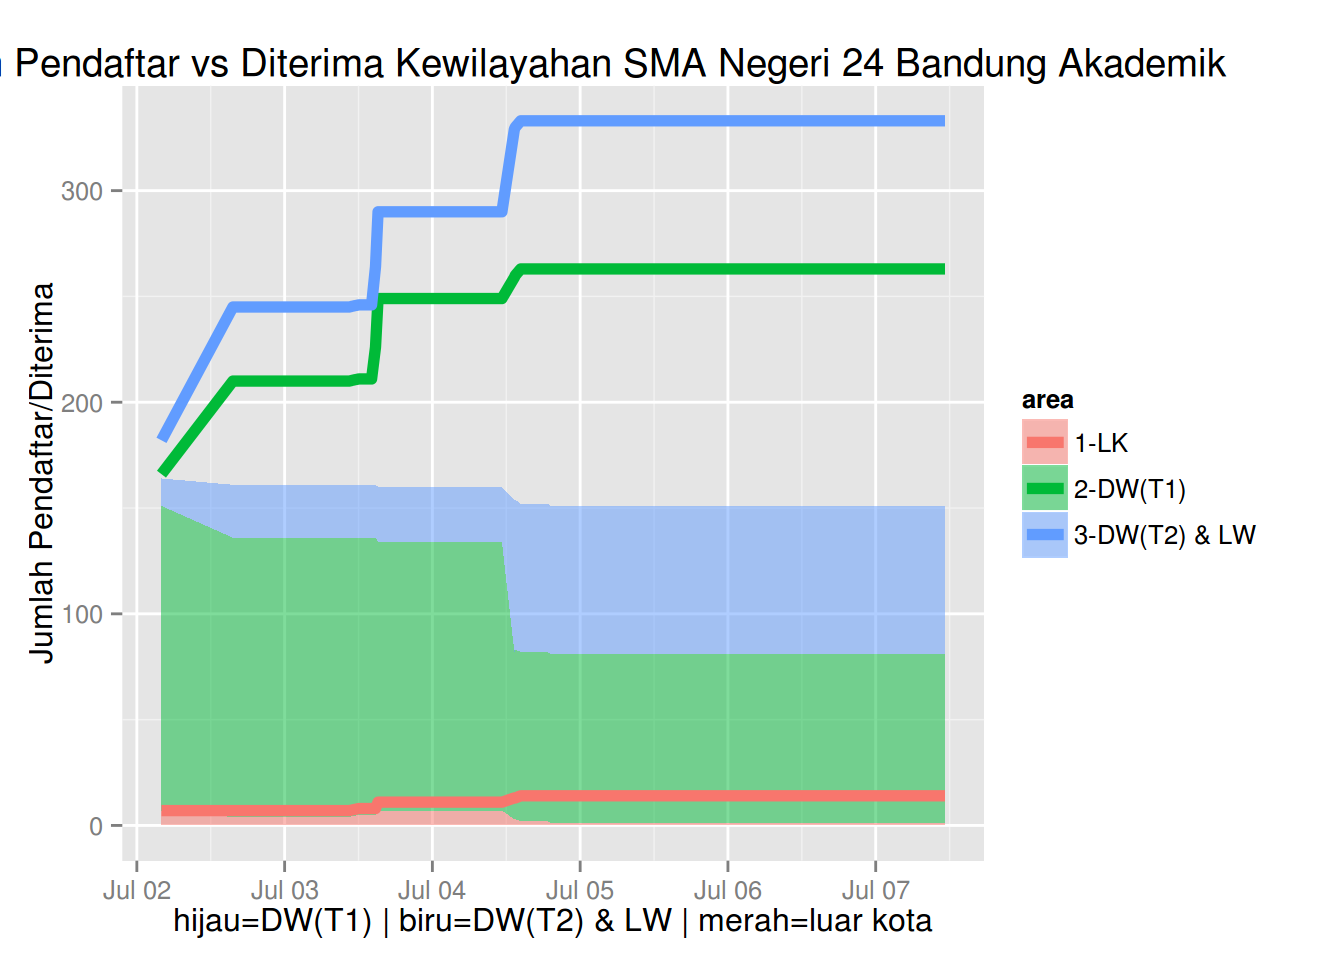 Pendaftar vs Diterima Kewilayahan SMA Negeri 24 Bandung Akademik
Jumlah Pendaftar/Diterima
300
200
100
0
Jul 02
Jul 03
Jul 04
Jul 05
Jul 06
Jul 07
hijau=DW(T1) | biru=DW(T2) & LW | merah=luar kota
area
1-LK
2-DW(T1)
3-DW(T2) & LW